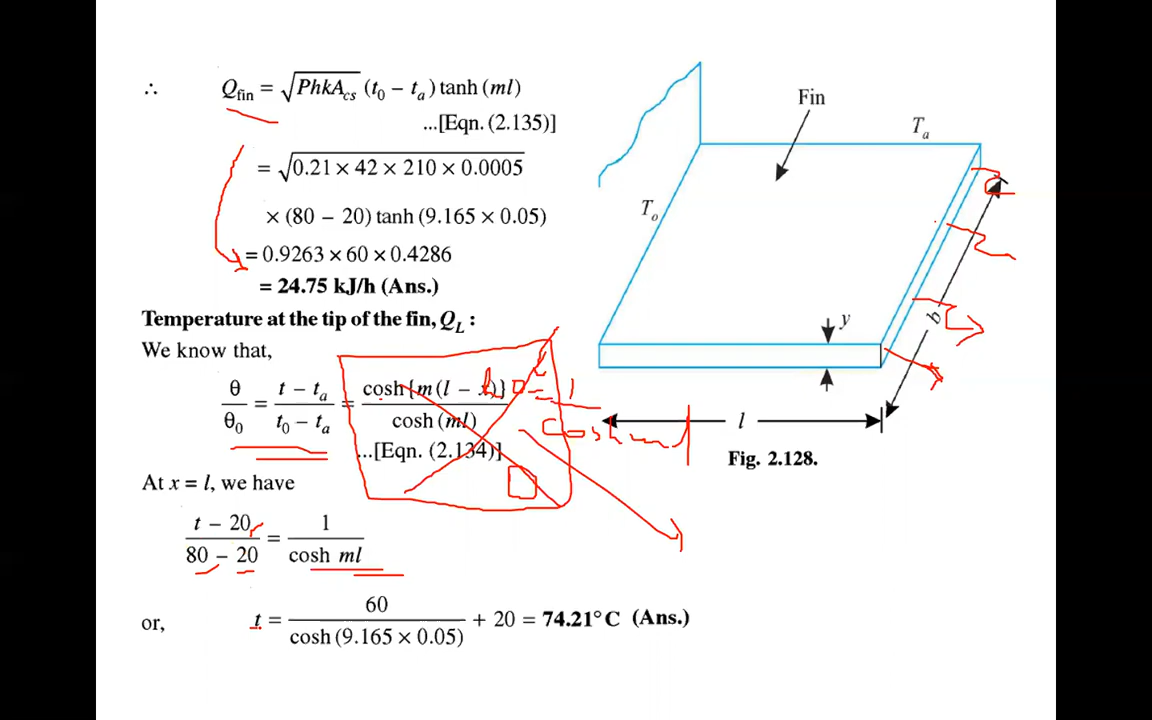 ∴ Q_fin = √(PhkA_cs) (t₀ − t_a) tanh (ml)
...[Eqn. (2.135)]
= √(0.21 × 42 × 210 × 0.0005)
× (80 − 20) tanh (9.165 × 0.05)
= 0.9263 × 60 × 0.4286
= 24.75 kJ/h (Ans.)
Temperature at the tip of the fin, Q_L :
We know that,
θ/θ₀ = (t − t_a)/(t₀ − t_a) = cosh {m (l − x)}/cosh (ml)
...[Eqn. (2.134)]
At x = l, we have
(t − 20)/(80 − 20) = 1/cosh ml
or, t = 60/cosh (9.165 × 0.05) + 20 = 74.21°C (Ans.)
Fin
T_a
T_o
y
b
l
Fig. 2.128.